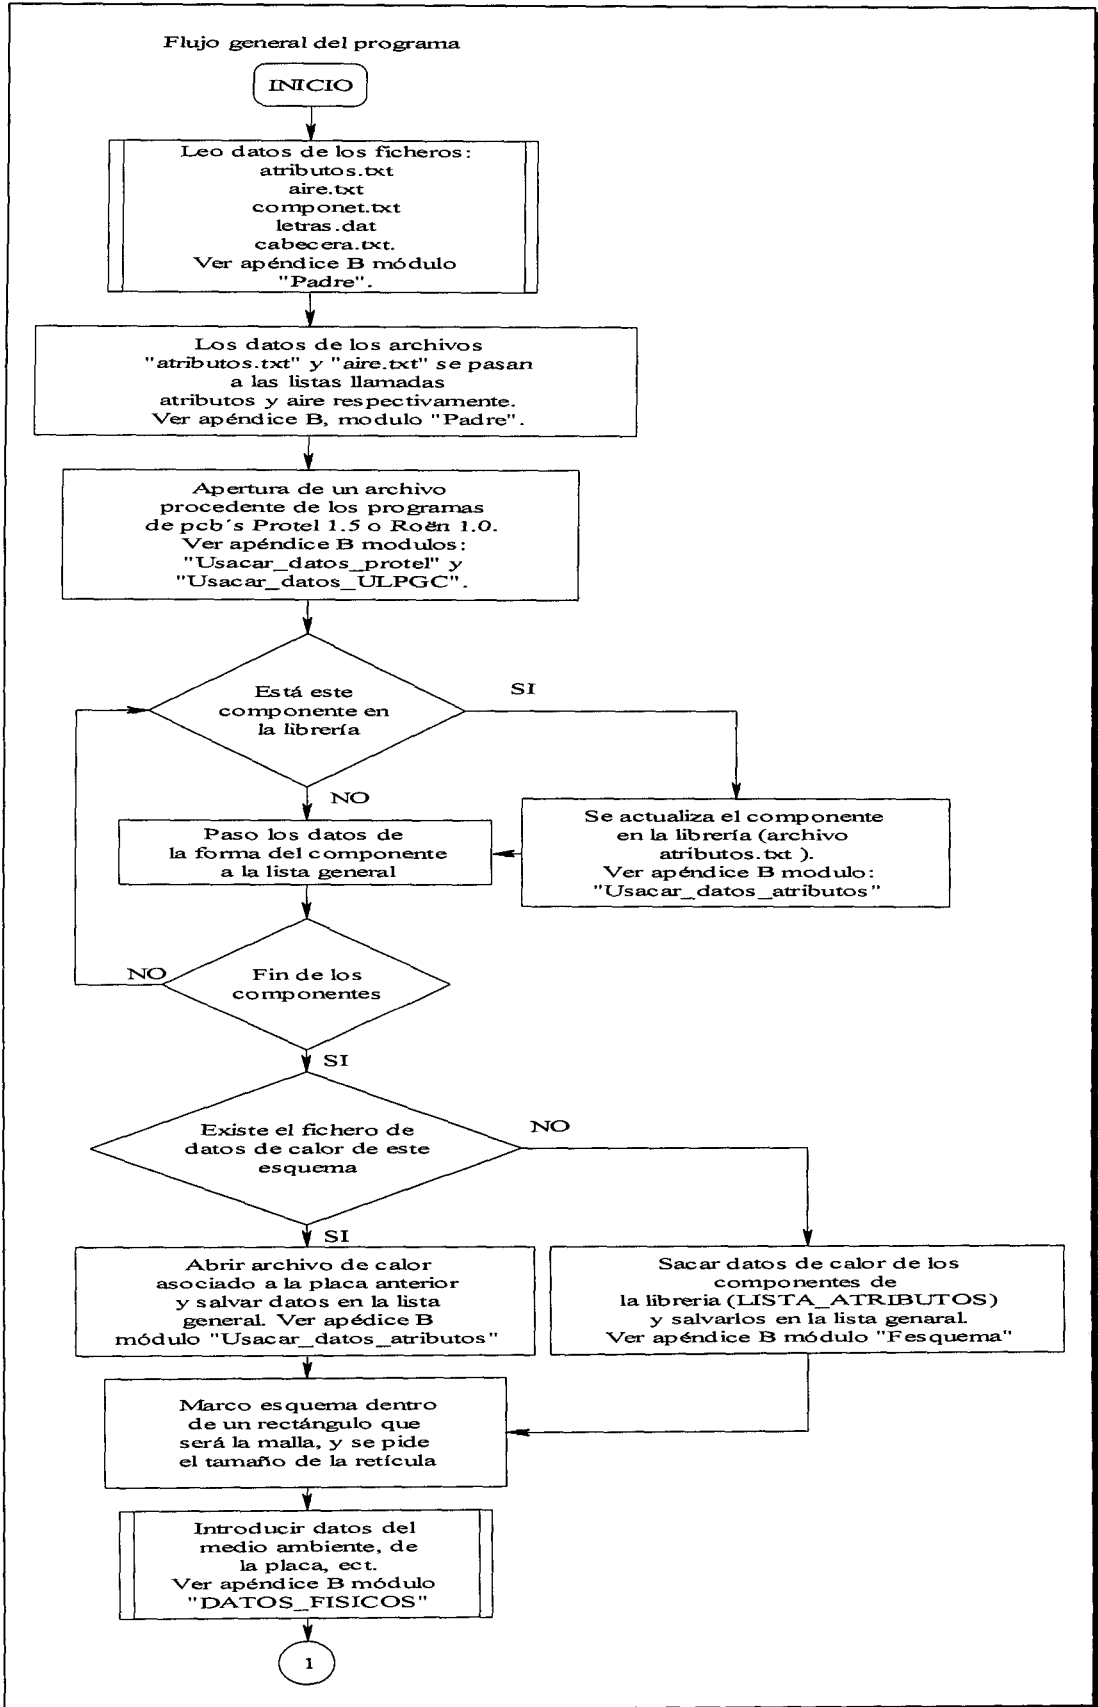 Flujo general del programa
INICIO
Leo datos de los ficheros:
atributos.txt
aire.txt
componet.txt
letras.dat
cabecera.txt.
Ver apéndice B módulo
"Padre".
Los datos de los archivos
"atributos.txt" y "aire.txt" se pasan
a las listas llamadas
atributos y aire respectivamente.
Ver apéndice B, modulo "Padre".
Apertura de un archivo
procedente de los programas
de pcb´s Protel 1.5 o Roën 1.0.
Ver apéndice B modulos:
"Usacar_datos_protel" y
"Usacar_datos_ULPGC".
Está este
componente en
la librería
SI
NO
Se actualiza el componente
en la librería (archivo
atributos.txt ).
Ver apéndice B modulo:
"Usacar_datos_atributos"
Paso los datos de
la forma del componente
a la lista general
NO
Fin de los
componentes
SI
Existe el fichero de
datos de calor de este
esquema
NO
SI
Abrir archivo de calor
asociado a la placa anterior
y salvar datos en la lista
general. Ver apédice B
módulo "Usacar_datos_atributos"
Sacar datos de calor de los
componentes de
la libreria (LISTA_ATRIBUTOS)
y salvarlos en la lista genaral.
Ver apéndice B módulo "Fesquema"
Marco esquema dentro
de un rectángulo que
será la malla, y se pide
el tamaño de la retícula
Introducir datos del
medio ambiente, de
la placa, ect.
Ver apéndice B módulo
"DATOS_FISICOS"
1